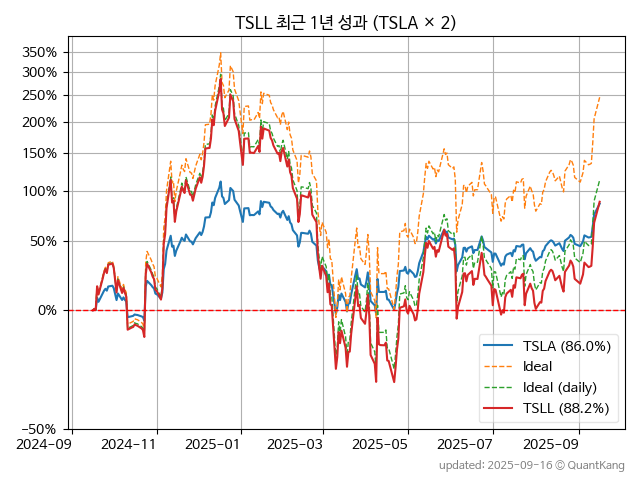 TSLL 최근 1년 성과 (TSLA × 2)
350%
300%
250%
200%
150%
100%
50%
0%
-50%
TSLA (86.0%)
Ideal
Ideal (daily)
TSLL (88.2%)
2024-09 2024-11 2025-01 2025-03 2025-05 2025-07 2025-09
updated: 2025-09-16 © QuantKang